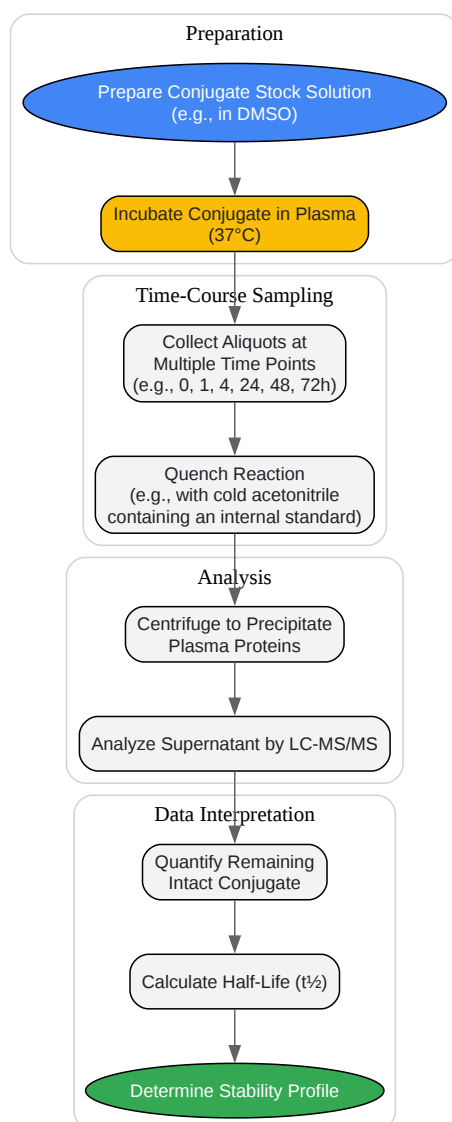 Preparation
Prepare Conjugate Stock Solution
(e.g., in DMSO)
Incubate Conjugate in Plasma
(37°C)
Time-Course Sampling
Collect Aliquots at
Multiple Time Points
(e.g., 0, 1, 4, 24, 48, 72h)
Quench Reaction
(e.g., with cold acetonitrile
containing an internal standard)
Analysis
Centrifuge to Precipitate
Plasma Proteins
Analyze Supernatant by LC-MS/MS
Data Interpretation
Quantify Remaining
Intact Conjugate
Calculate Half-Life (t½)
Determine Stability Profile